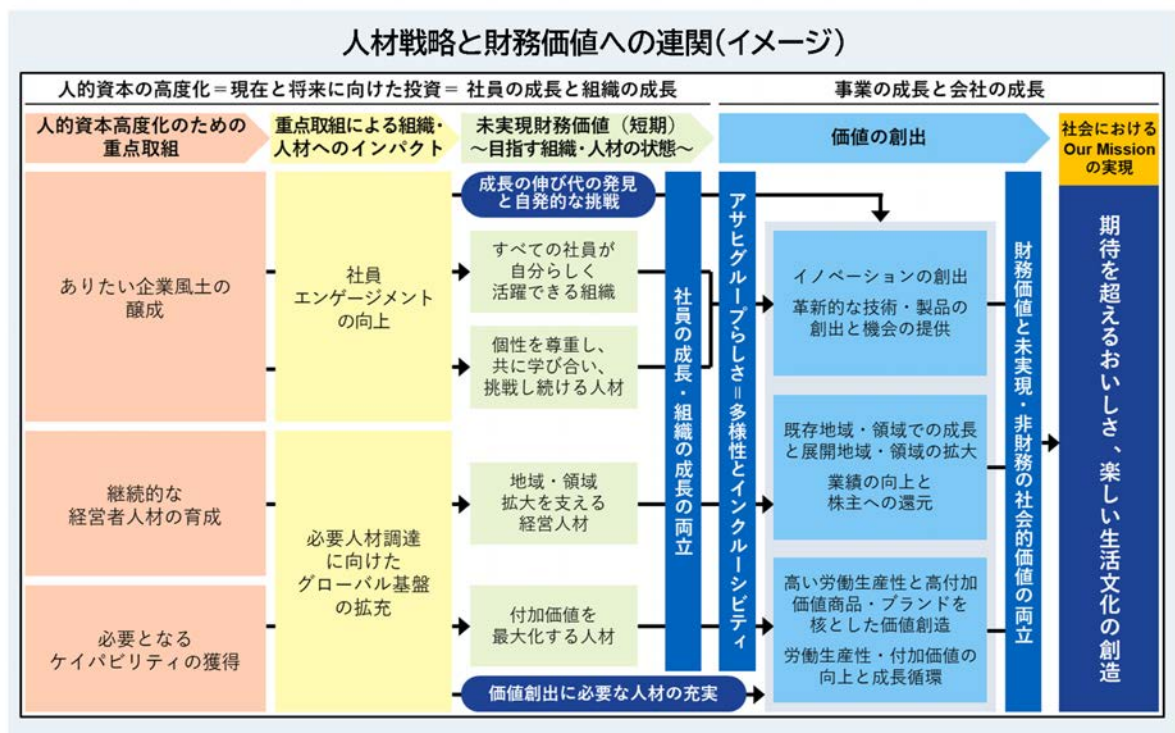 人材戦略と財務価値への連関(イメージ)
人的資本の高度化＝現在と将来に向けた投資＝ 社員の成長と組織の成長
事業の成長と会社の成長
人的資本高度化のための
重点取組
重点取組による組織・
人材へのインパクト
未実現財務価値（短期）
～目指す組織・人材の状態～
価値の創出
社会における
Our Mission
の実現
ありたい企業風土の
醸成
継続的な
経営者人材の育成
必要となる
ケイパビリティの獲得
社員
エンゲージメント
の向上
必要人材調達
に向けた
グローバル基盤
の拡充
成長の伸び代の発見
と自発的な挑戦
すべての社員が
自分らしく
活躍できる組織
個性を尊重し、
共に学び合い、
挑戦し続ける人材
地域・領域
拡大を支える
経営人材
付加価値を
最大化する人材
価値創出に必要な人材の充実
社員の成長・組織の成長の両立
アサヒグループらしさ＝多様性とインクルーシビティ
イノベーションの創出
革新的な技術・製品の
創出と機会の提供
既存地域・領域での成長
と展開地域・領域の拡大
業績の向上と
株主への還元
高い労働生産性と高付加
価値商品・ブランドを
核とした価値創造
労働生産性・付加価値の
向上と成長循環
財務価値と未実現・非財務の社会的価値の両立
期待を超えるおいしさ、楽しい生活文化の創造